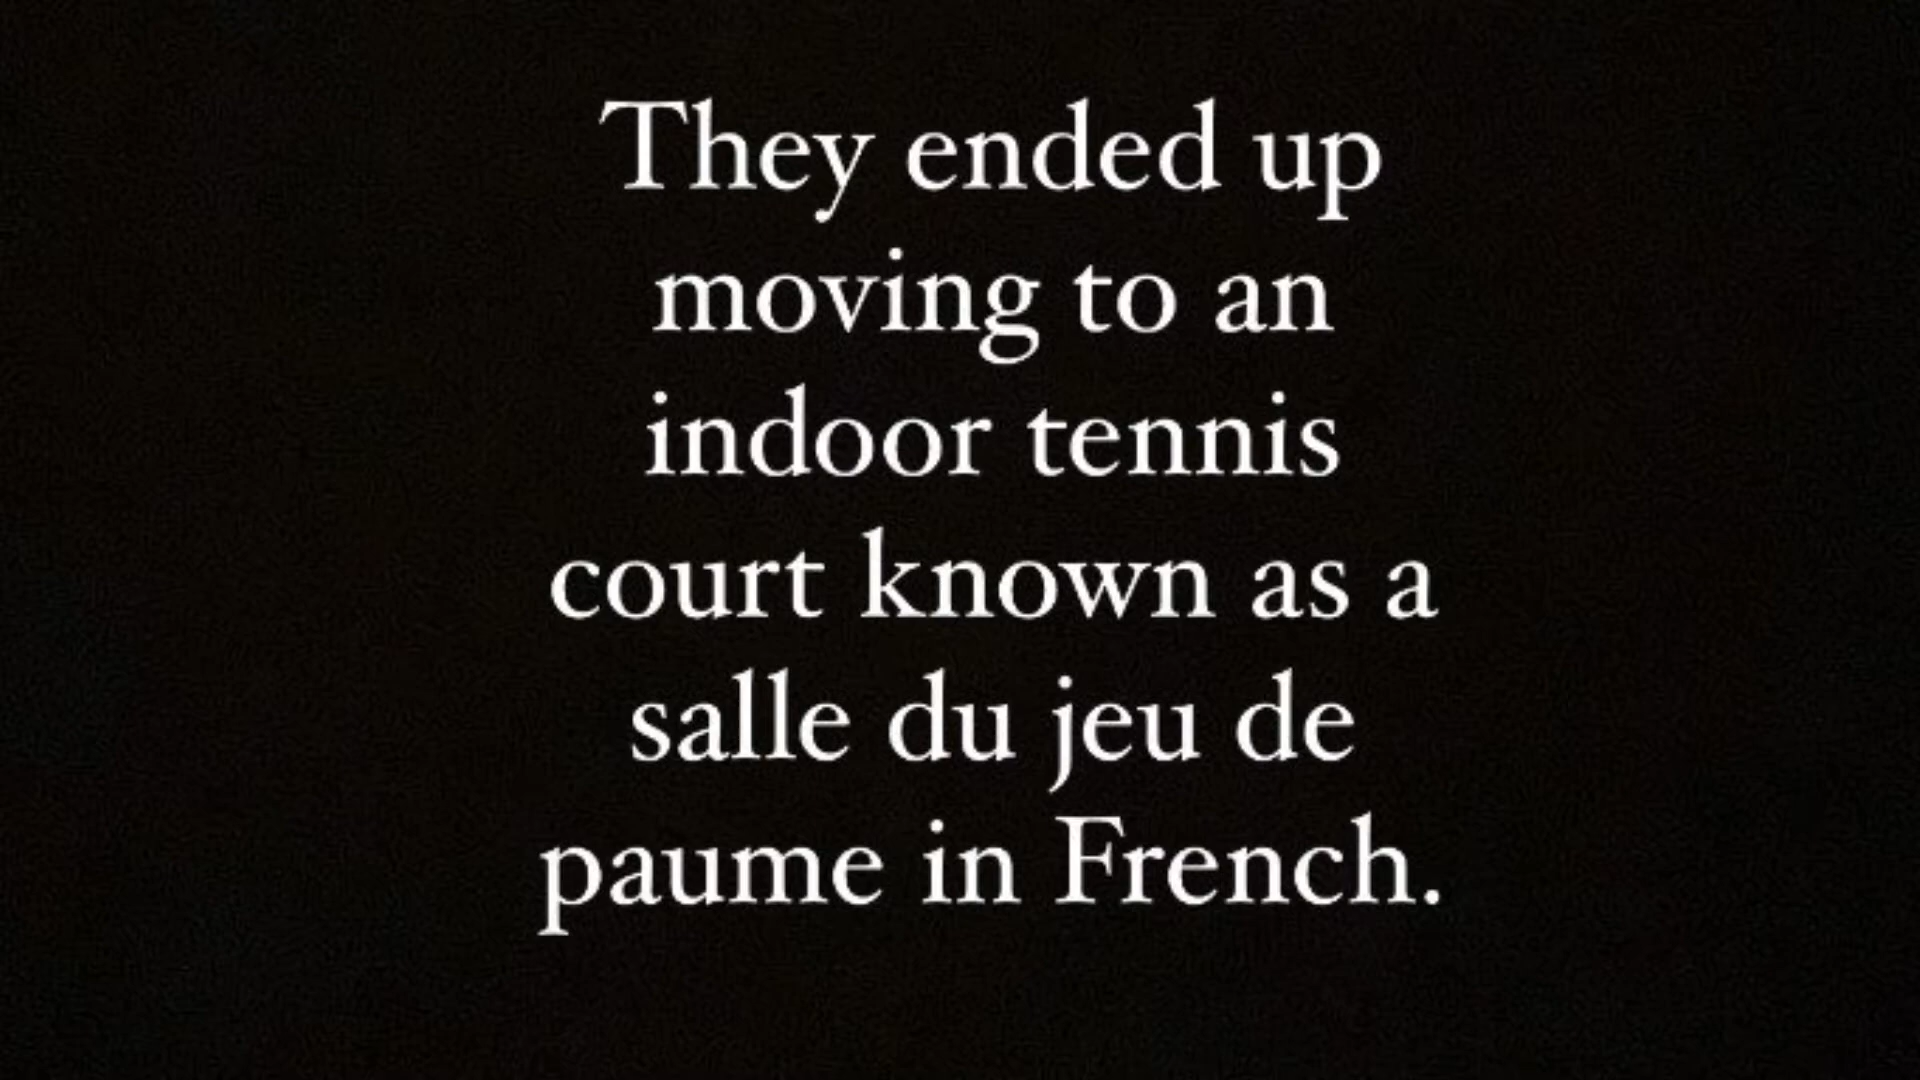 They ended up
moving to an
indoor tennis
court known as a
salle du jeu de
paume in French.